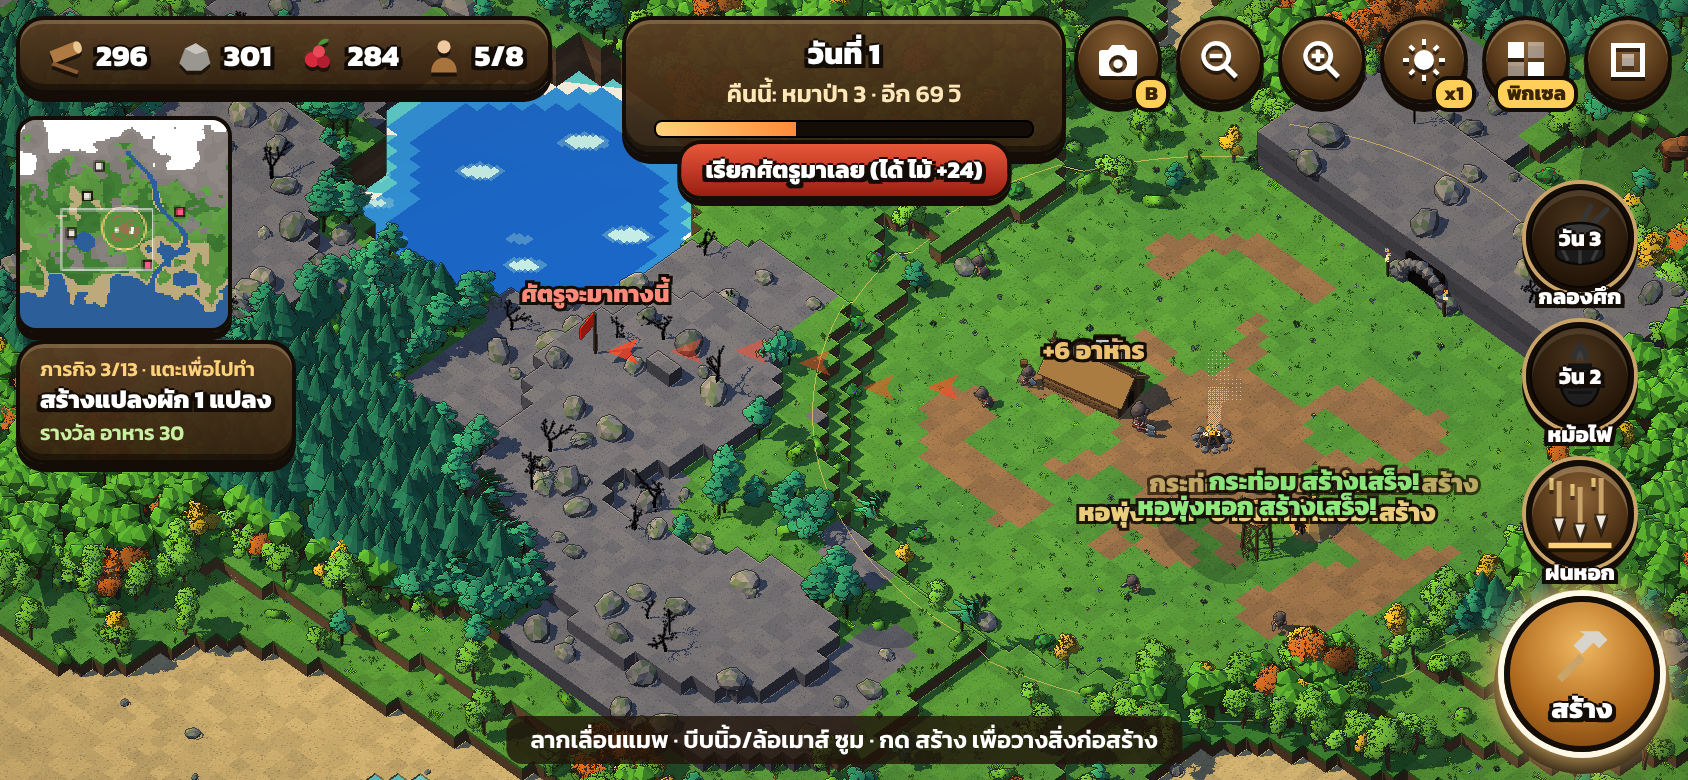 296 301 284 5/8
วันที่ 1
คืนนี้: หมาป่า 3 · อีก 69 วิ
เรียกศัตรูมาเลย (ได้ ไม้ +24)
B
x1
พิกเซล
ภารกิจ 3/13 · แตะเพื่อไปทำ
สร้างแปลงผัก 1 แปลง
รางวัล อาหาร 30
ศัตรูจะมาทางนี้
+6 อาหาร
กระท่อม สร้างเสร็จ!
หอพุ่งหอก สร้างเสร็จ!
วัน 3
กลองศึก
วัน 2
หม้อไฟ
ฝนหอก
สร้าง
ลากเลื่อนแมพ · บีบนิ้ว/ล้อเมาส์ ซูม · กด สร้าง เพื่อวางสิ่งก่อสร้าง